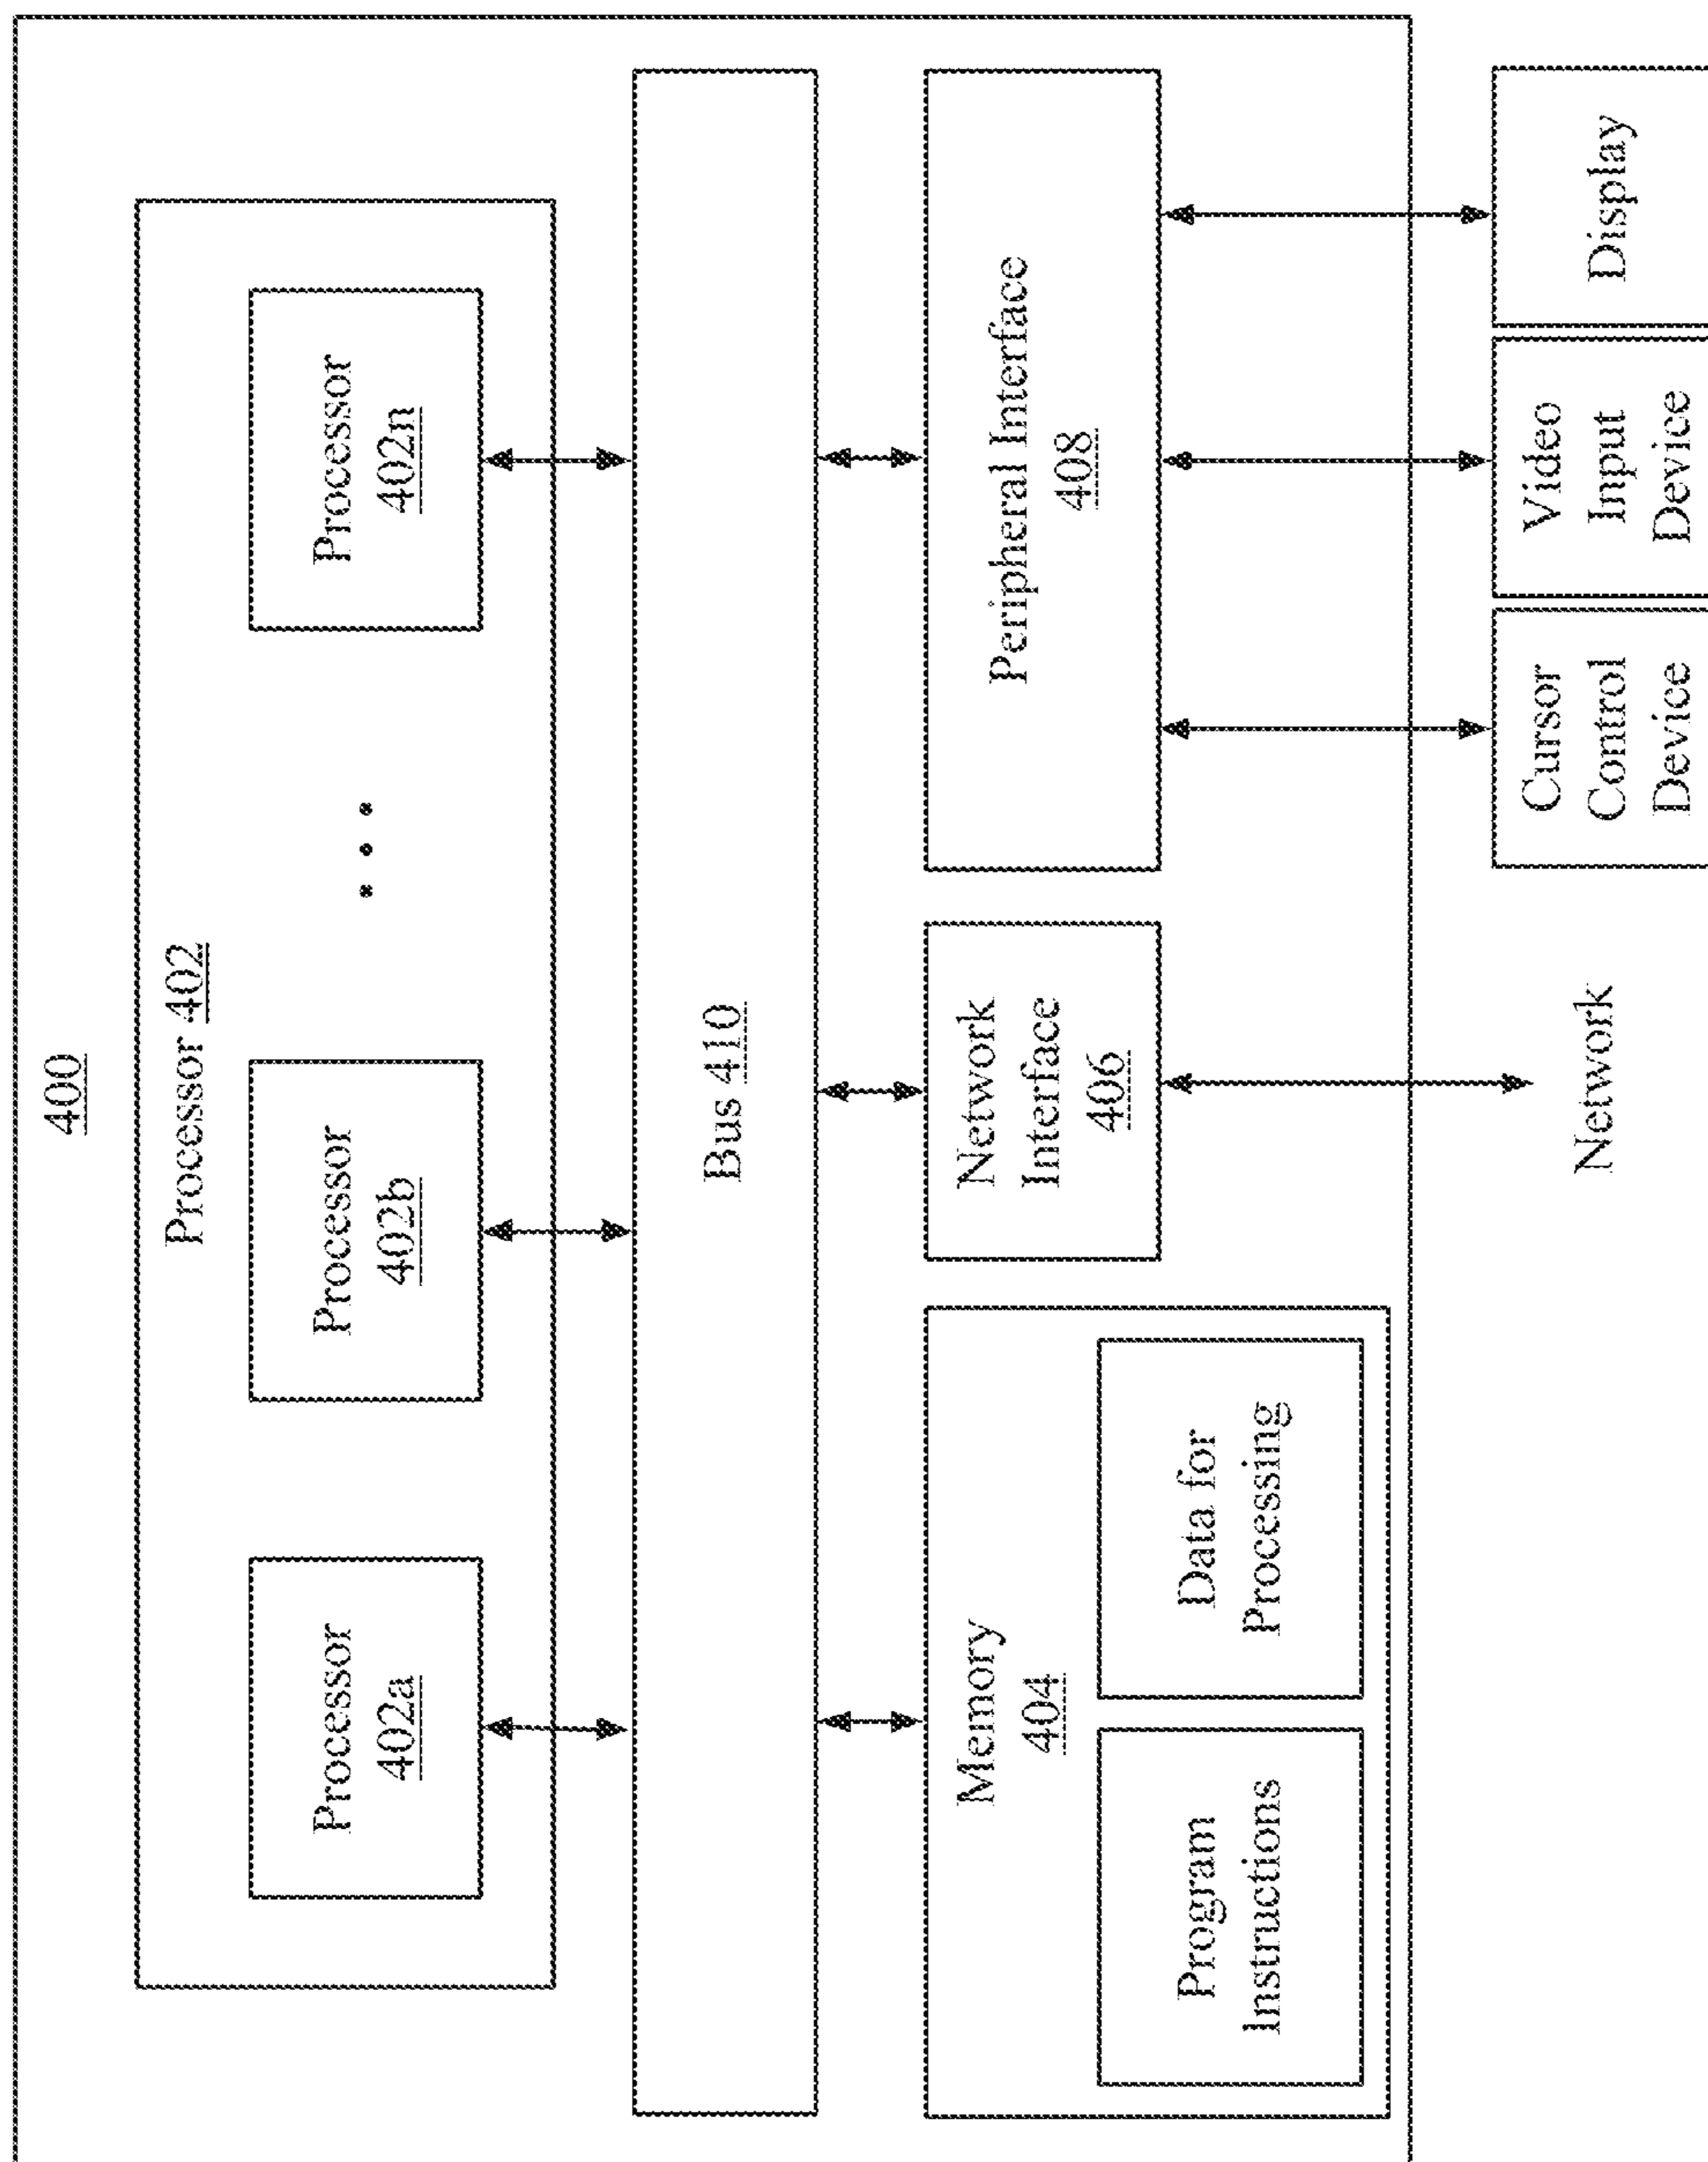 400
Processor 402
Processor
402a
Processor
402b
Processor
402n
Bus 410
Memory
404
Program
Instructions
Data for
Processing
Network
Interface
406
Peripheral Interface
408
Network
Cursor
Control
Device
Video
Input
Device
Display